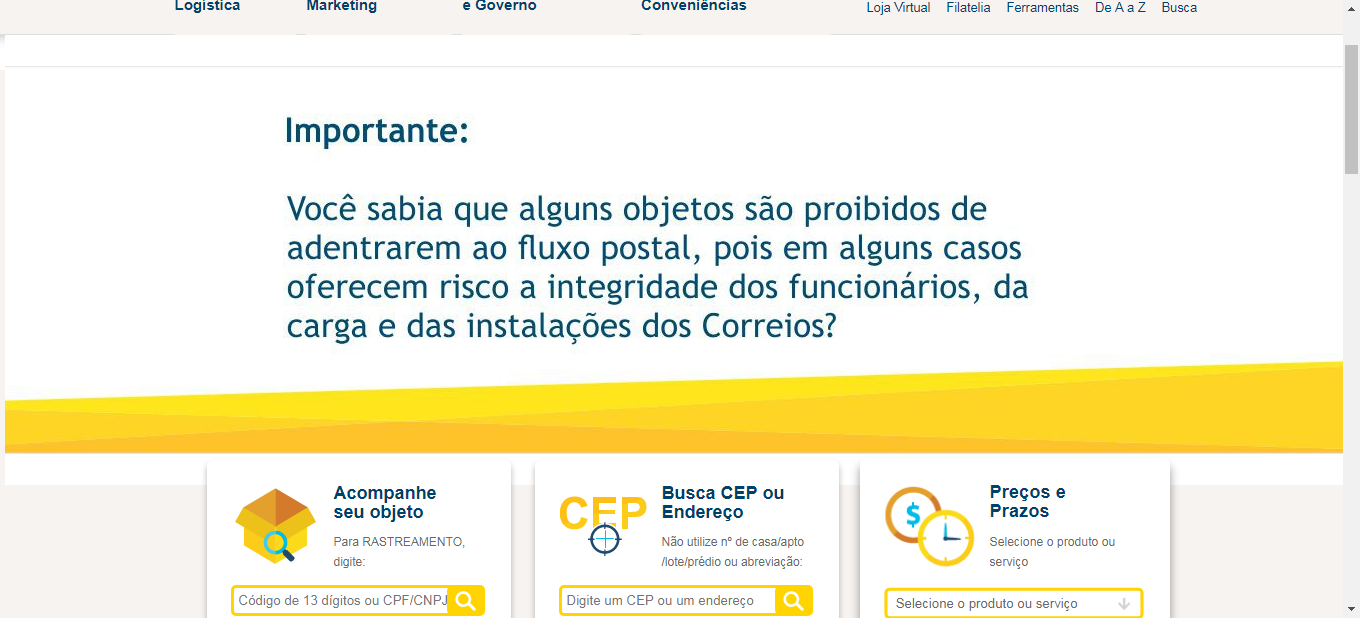 Logística Marketing e Governo Conveniências Loja Virtual Filatelia Ferramentas De A a Z Busca
Importante:
Você sabia que alguns objetos são proibidos de
adentrarem ao fluxo postal, pois em alguns casos
oferecem risco a integridade dos funcionários, da
carga e das instalações dos Correios?
Acompanhe
seu objeto
Para RASTREAMENTO,
digite:
Código de 13 dígitos ou CPF/CNPJ
CEP
Busca CEP ou
Endereço
Não utilize nº de casa/apto
/lote/prédio ou abreviação:
Digite um CEP ou um endereço
$
Preços e
Prazos
Selecione o produto ou
serviço
Selecione o produto ou serviço